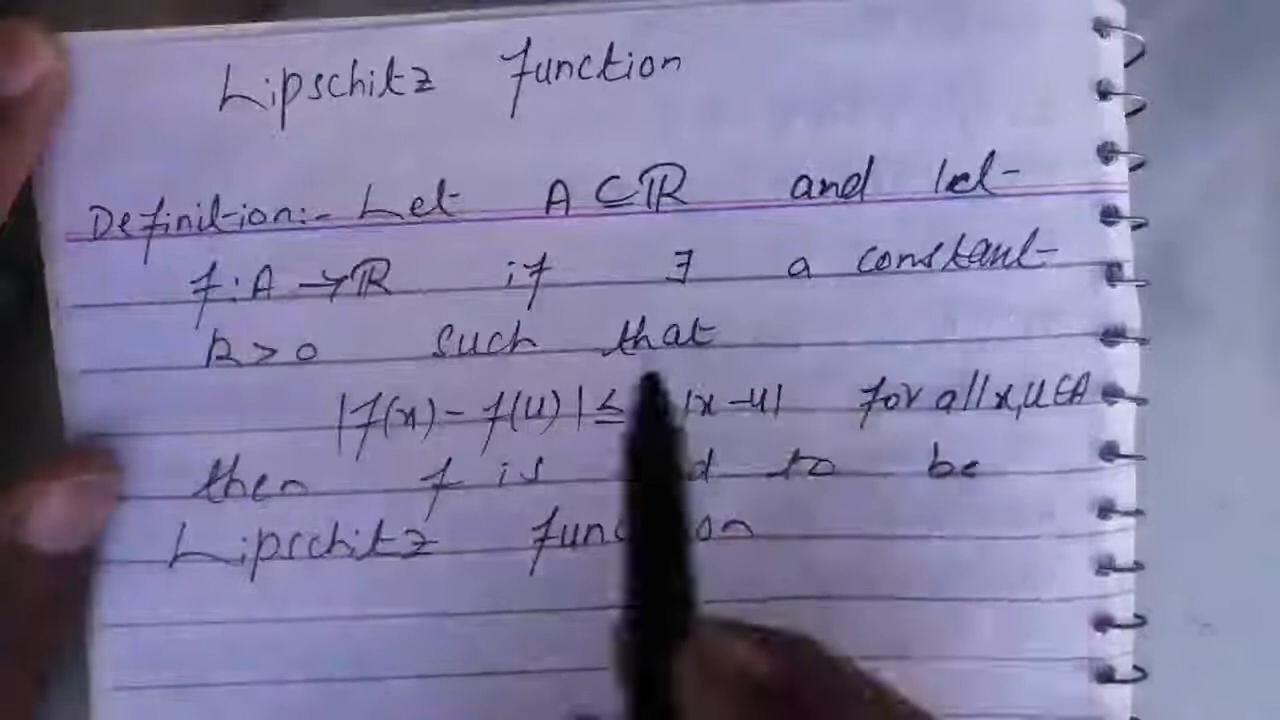 Lipschitz function
Definition:- Let A ⊆ ℝ and let
f: A → ℝ if ∃ a constant
k > 0 such that
|f(x) - f(u)| ≤ |x - u| for all x, u ∈ A
then f is to be
Lipschitz